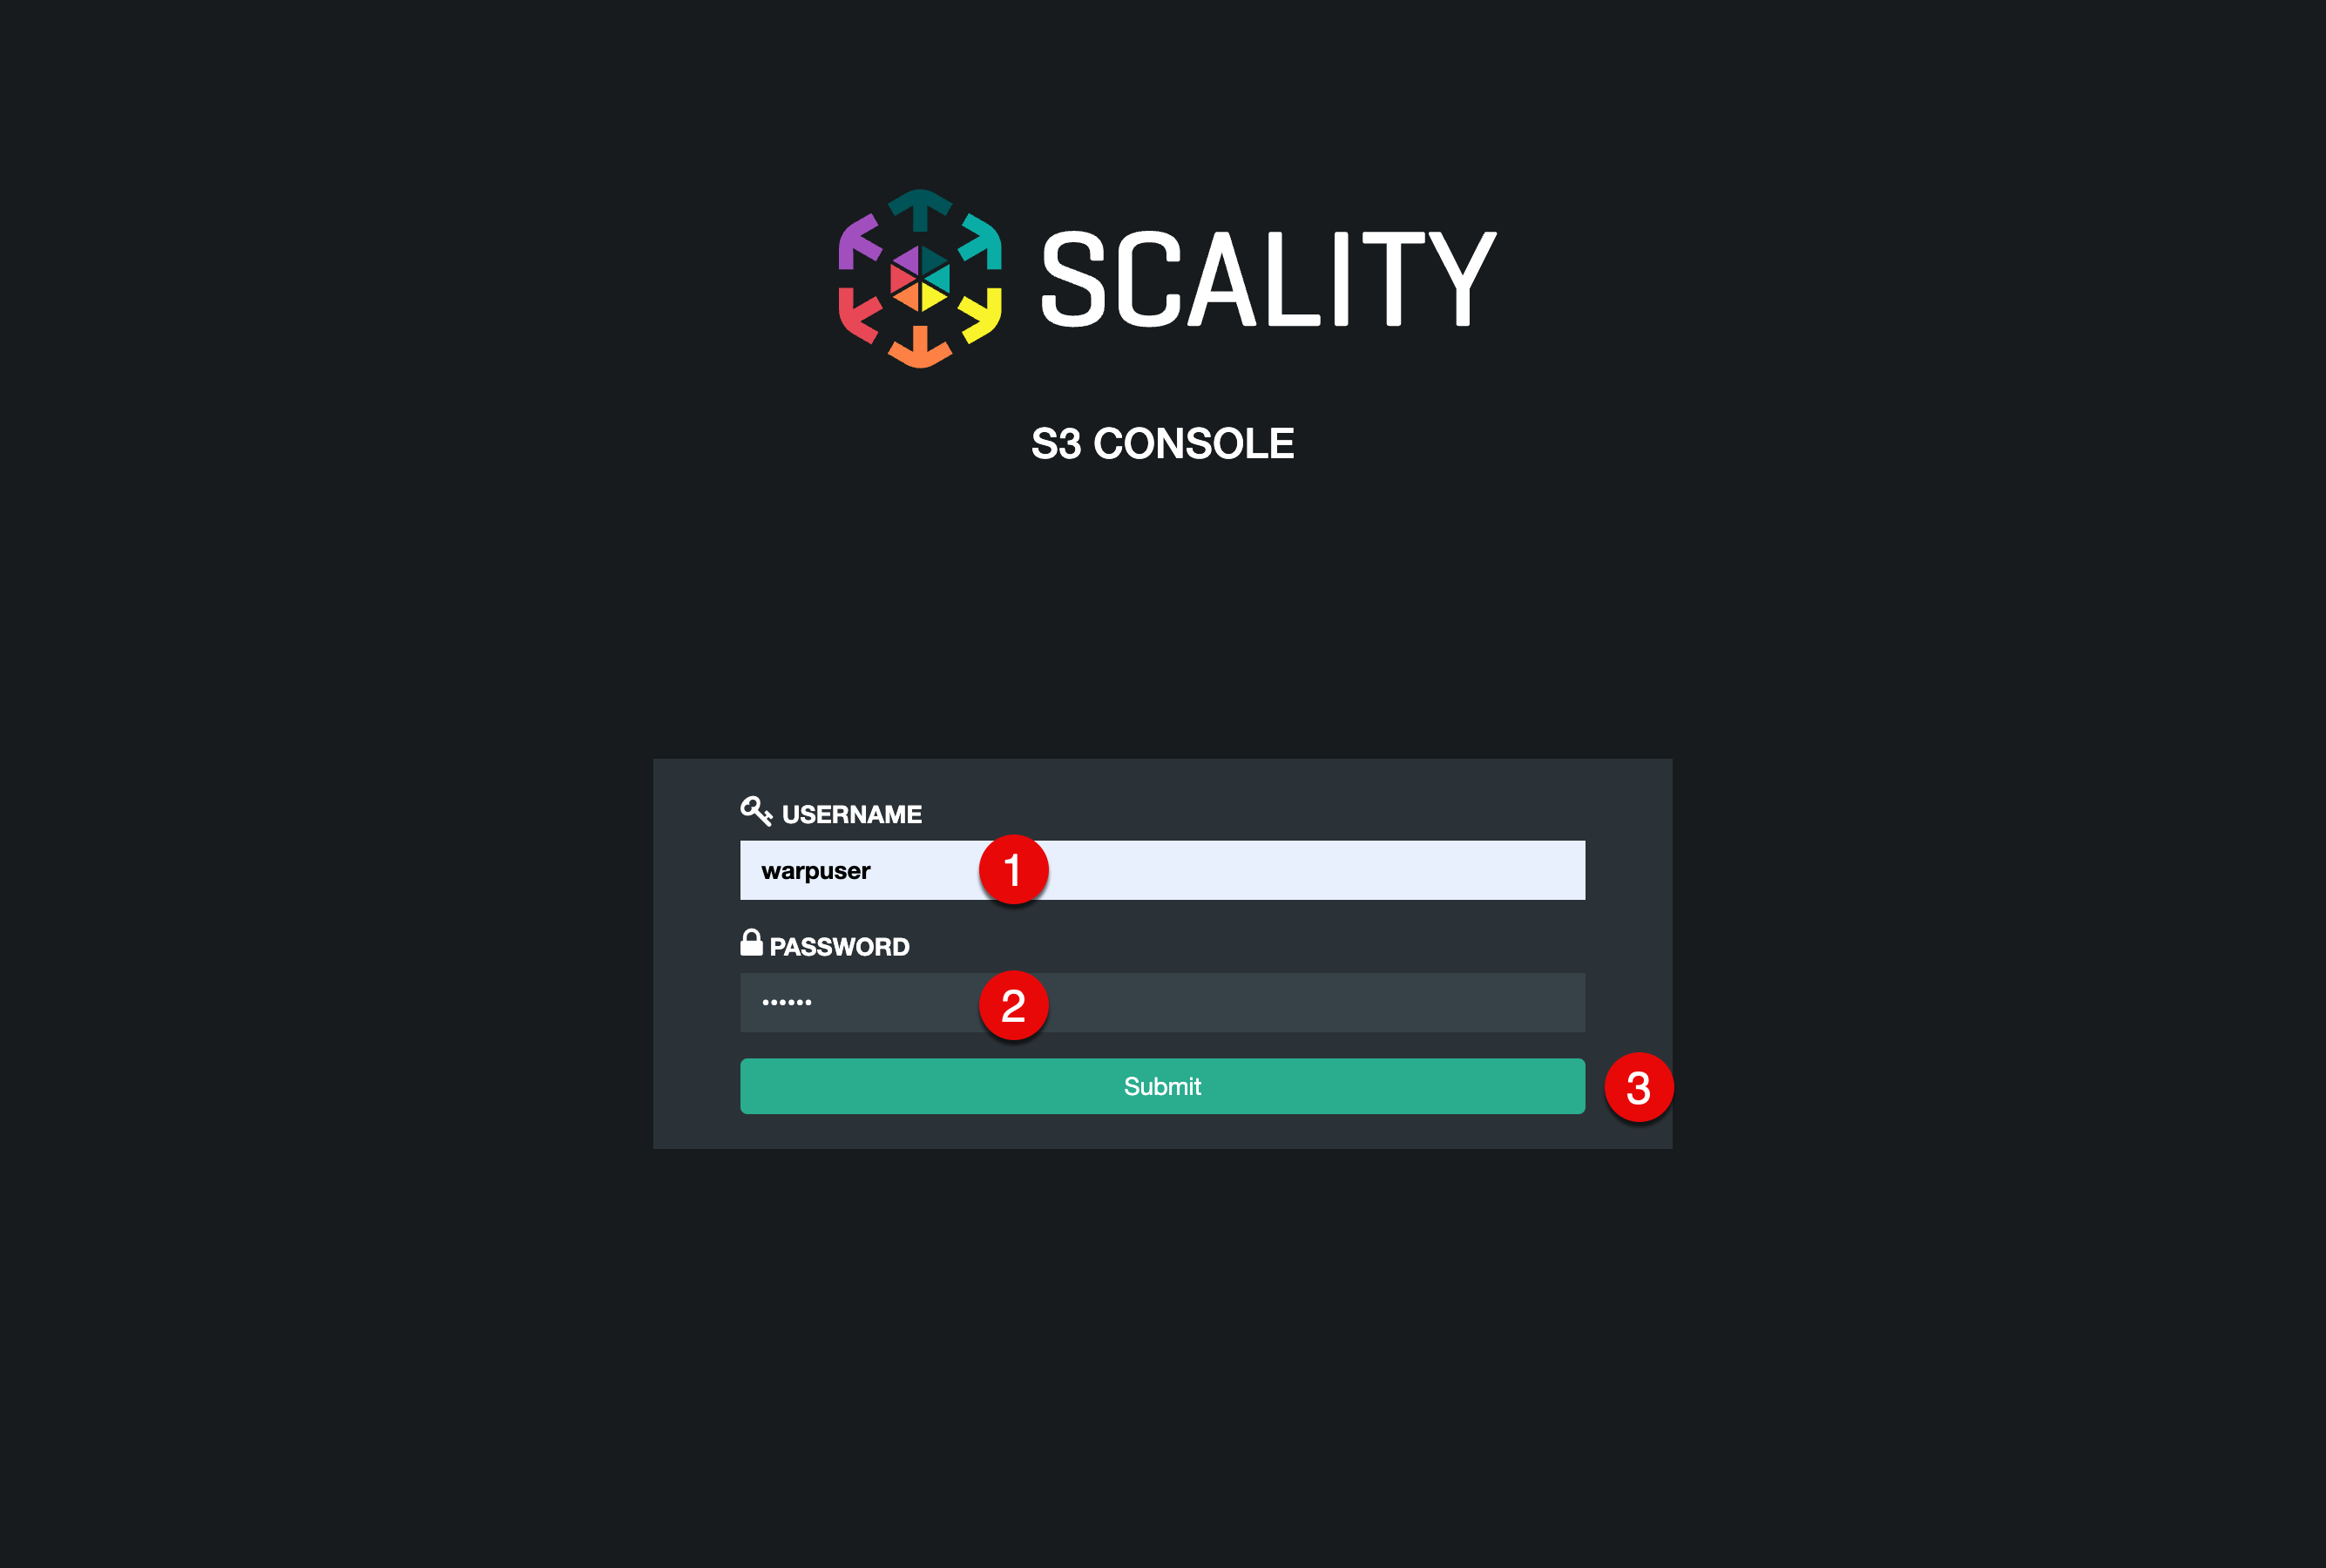 SCALITY
S3 CONSOLE
USERNAME
warpuser
1
PASSWORD
••••••
2
Submit
3